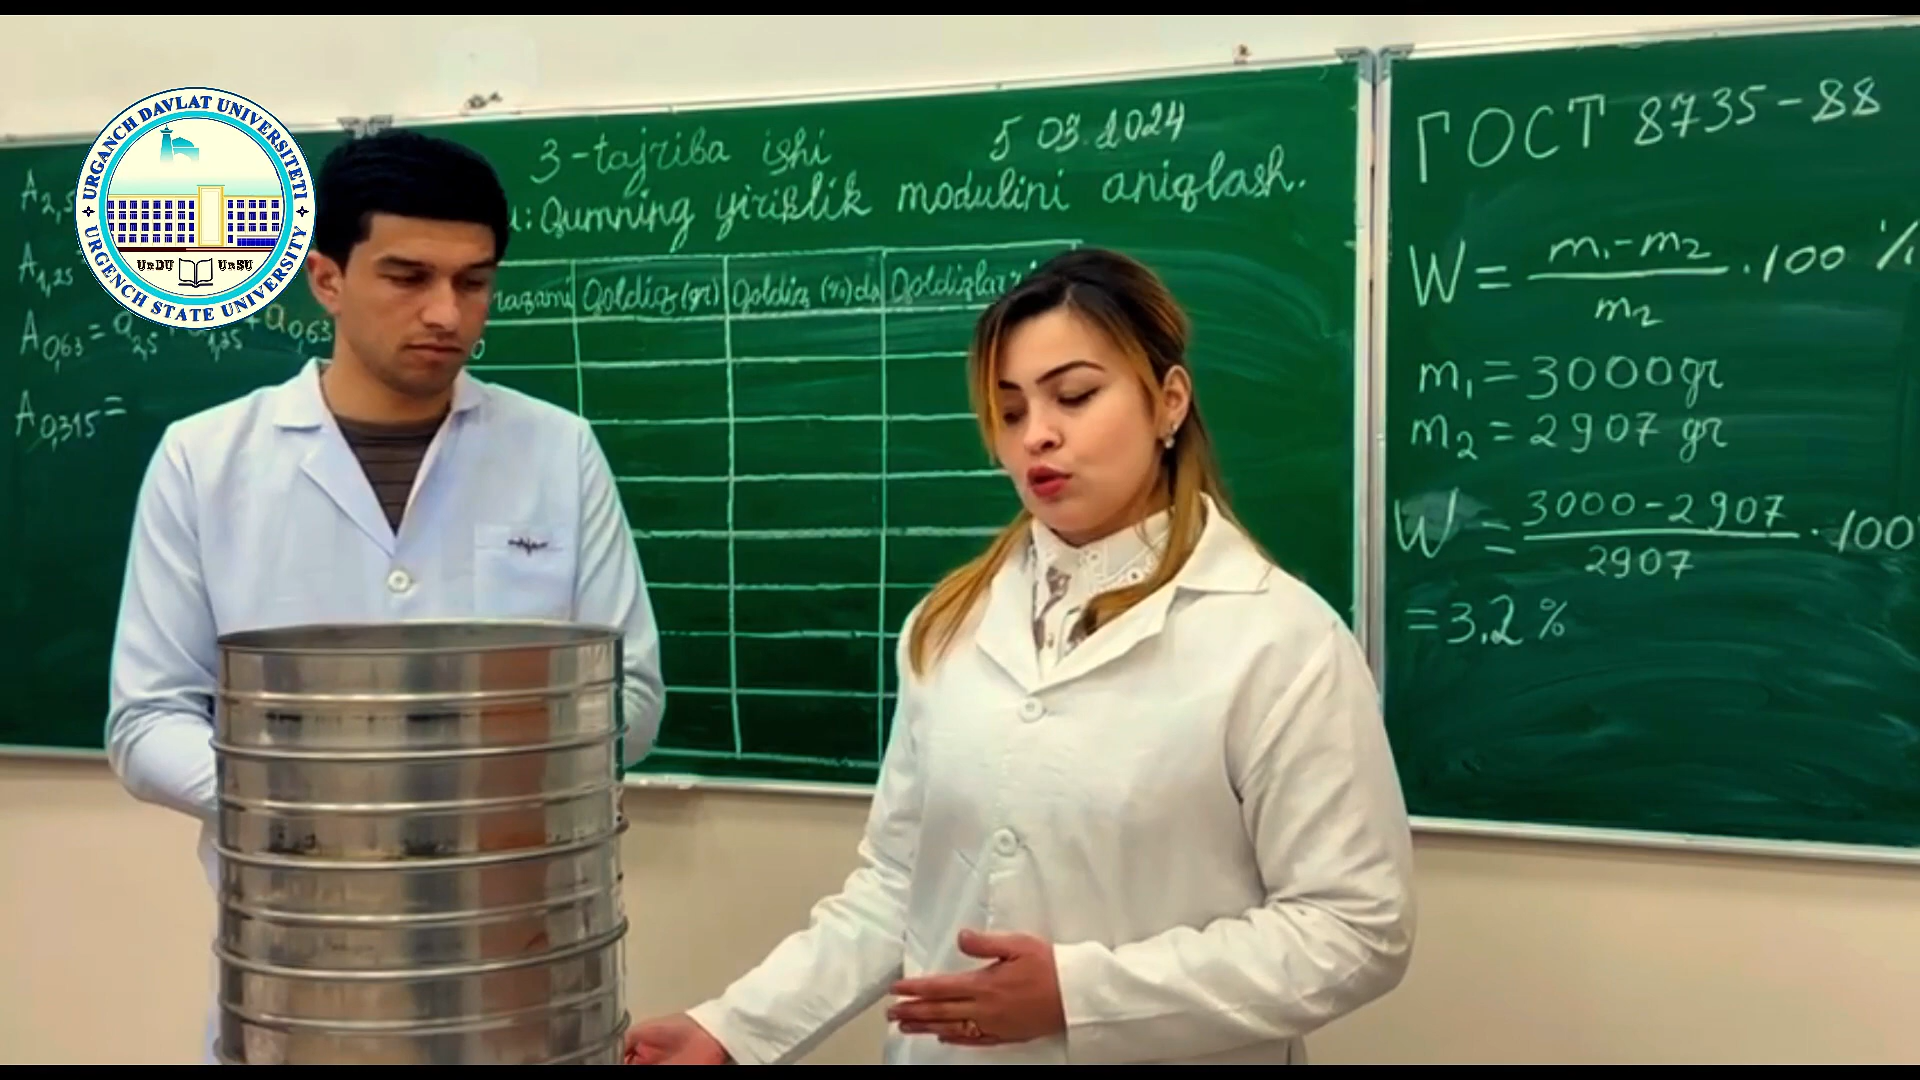 URGANCH DAVLAT UNIVERSITETI
UrDU UrSU
URGENCH STATE UNIVERSITY
3-tajriba ishi 5 03.2024
Qumning yiriklik modulini aniqlash.
Qoldiq (gr) Qoldiq (%)da
A2,5
A1,25
A0,63 = a2,5 + a0,63
A0,315 =
ГОСТ 8735-88
W = m1-m2 / m2 · 100 %
m1 = 3000gr
m2 = 2907 gr
W = 3000-2907 / 2907 · 100
= 3.2 %